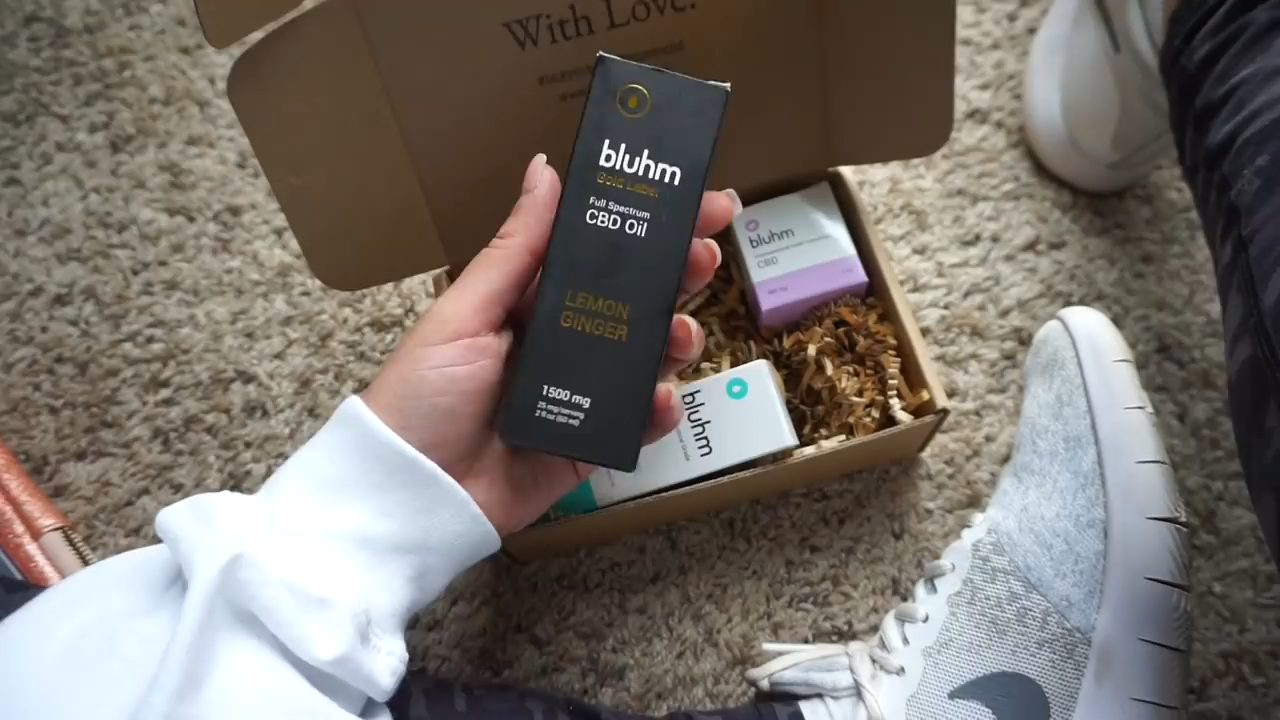 With Love.
bluhm
Gold Label
Full Spectrum
CBD Oil
LEMON
GINGER
1500 mg
25 mg/serving
2 fl oz (60 ml)
bluhm
CBD
bluhm